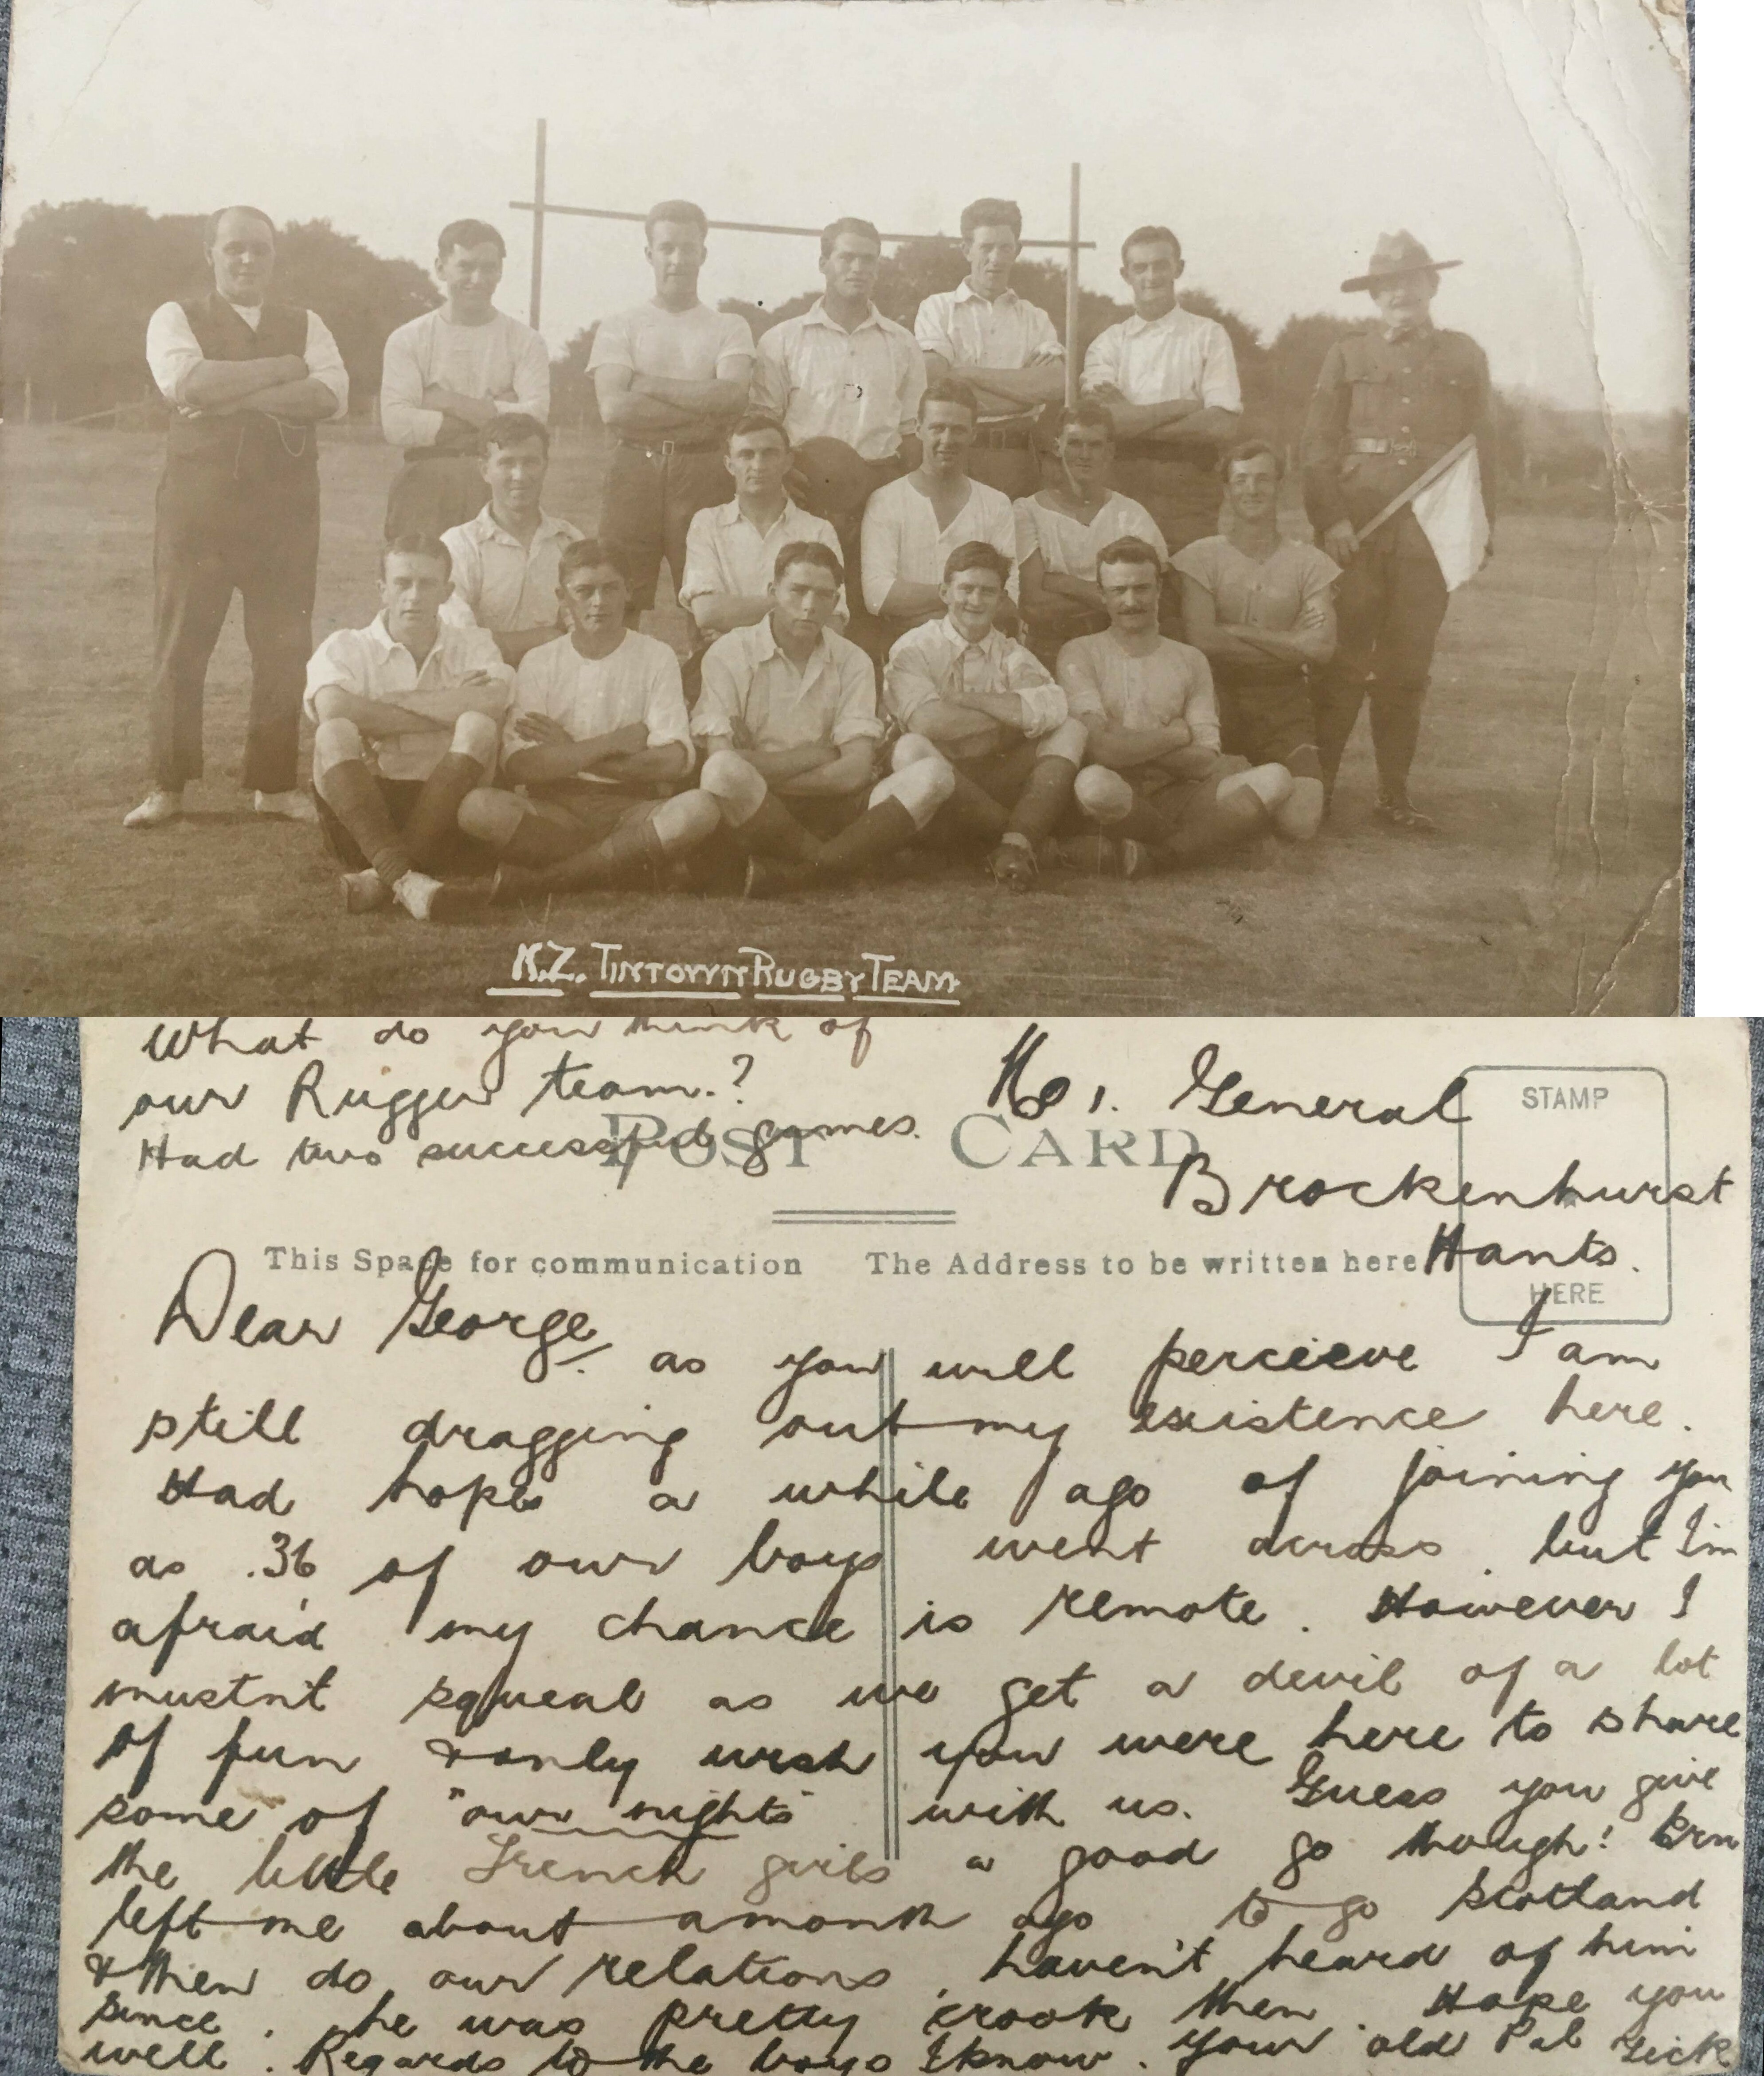 N.Z. TINTOWN RUGBY TEAM
What do you think of
our Rugger team.?
Had two successful games.
No 1. General
Brockenhurst
Hants.
POST CARD
STAMP
HERE
This Space for communication
The Address to be written here
Dear George,
as you will percieve I am
still dragging out my existence here.
Had hopes a while ago of joining you
as .36 of our boys went across but I'm
afraid my chance is remote. However I
mustn't squeal as we get a devil of a lot
of fun & only wish you were here to share
some of "our nights" with us. Guess you give
the little French girls a good go though! Ern
left me about a month ago to go Scotland
& then do our relations. haven't heard of him
since. he was pretty crook then. Hope you
well. Regards to the boys I know. Your old Pal